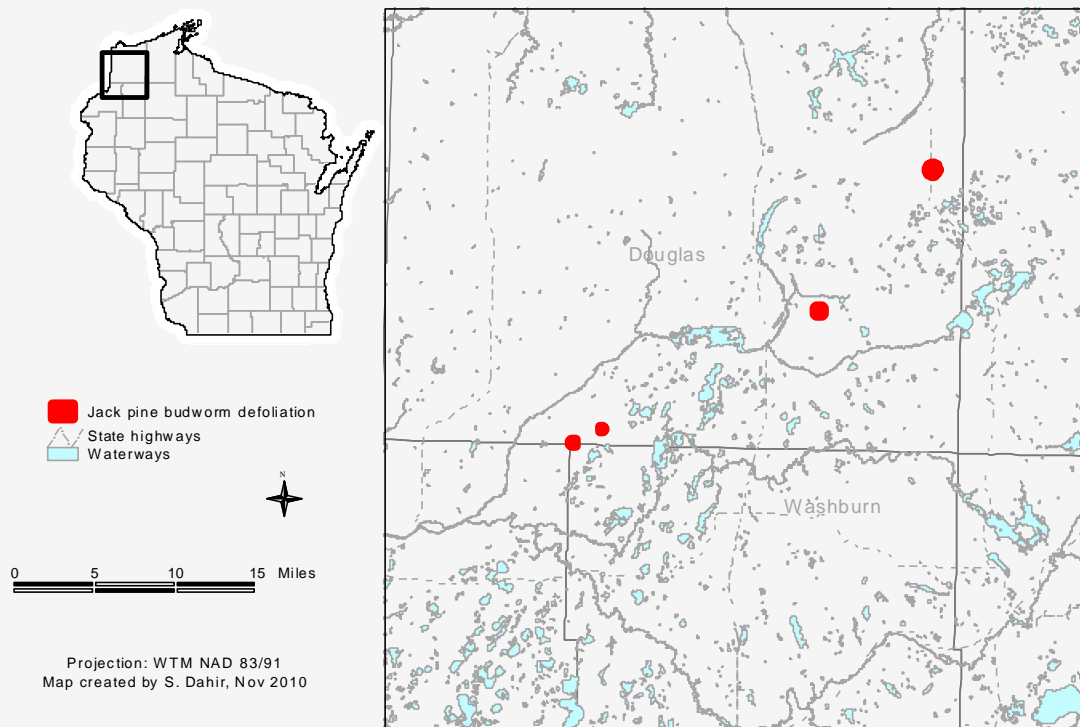 Douglas
Washburn
Jack pine budworm defoliation
State highways
Waterways
N
0 5 10 15 Miles
Projection: WTM NAD 83/91
Map created by S. Dahir, Nov 2010